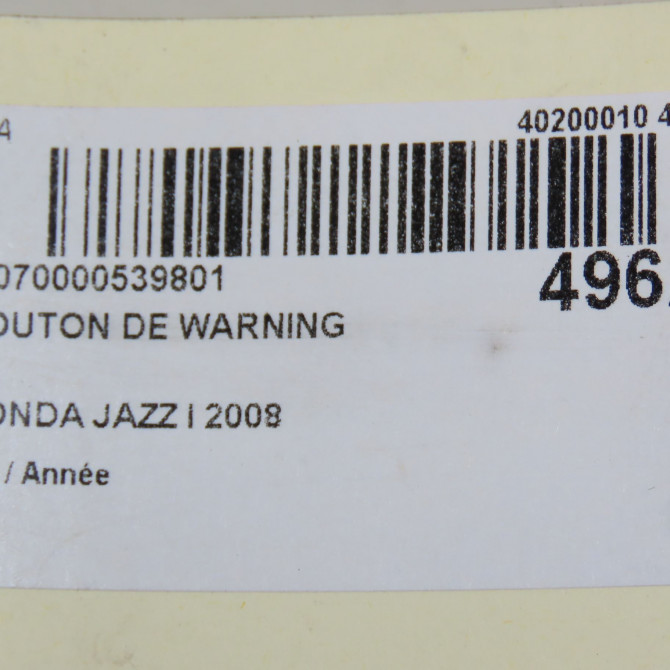 4 40200010 4
070000539801
496
OUTON DE WARNING
ONDA JAZZ I 2008
/ Année